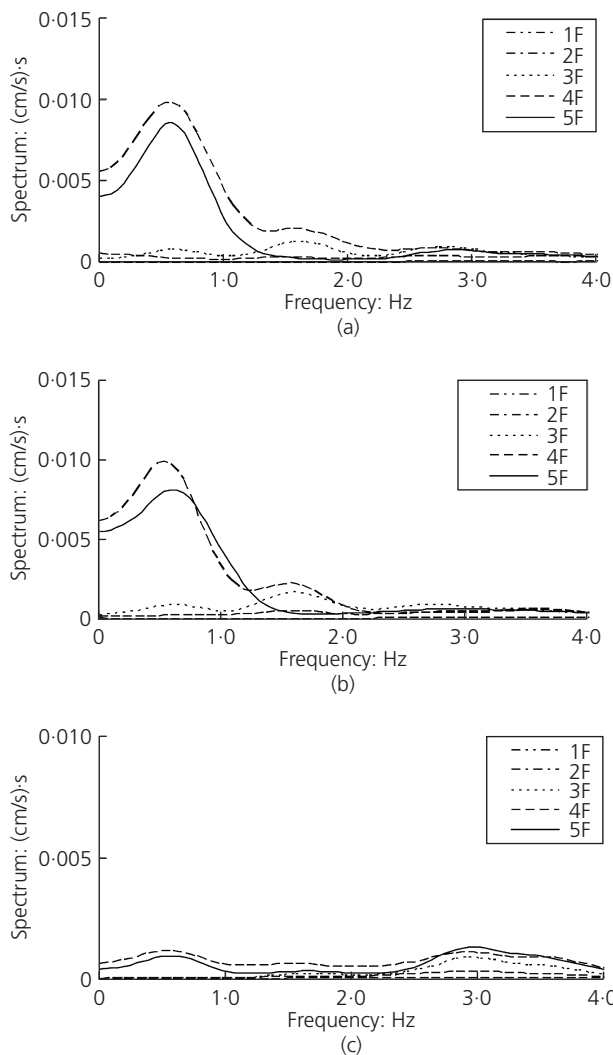 0·015
0·010
0·005
0
Spectrum: (cm/s)·s
1F
2F
3F
4F
5F
0 1·0 2·0 3·0 4·0
Frequency: Hz
(a)
0·015
0·010
0·005
0
Spectrum: (cm/s)·s
1F
2F
3F
4F
5F
0 1·0 2·0 3·0 4·0
Frequency: Hz
(b)
0·010
0·005
0
Spectrum: (cm/s)·s
1F
2F
3F
4F
5F
0 1·0 2·0 3·0 4·0
Frequency: Hz
(c)